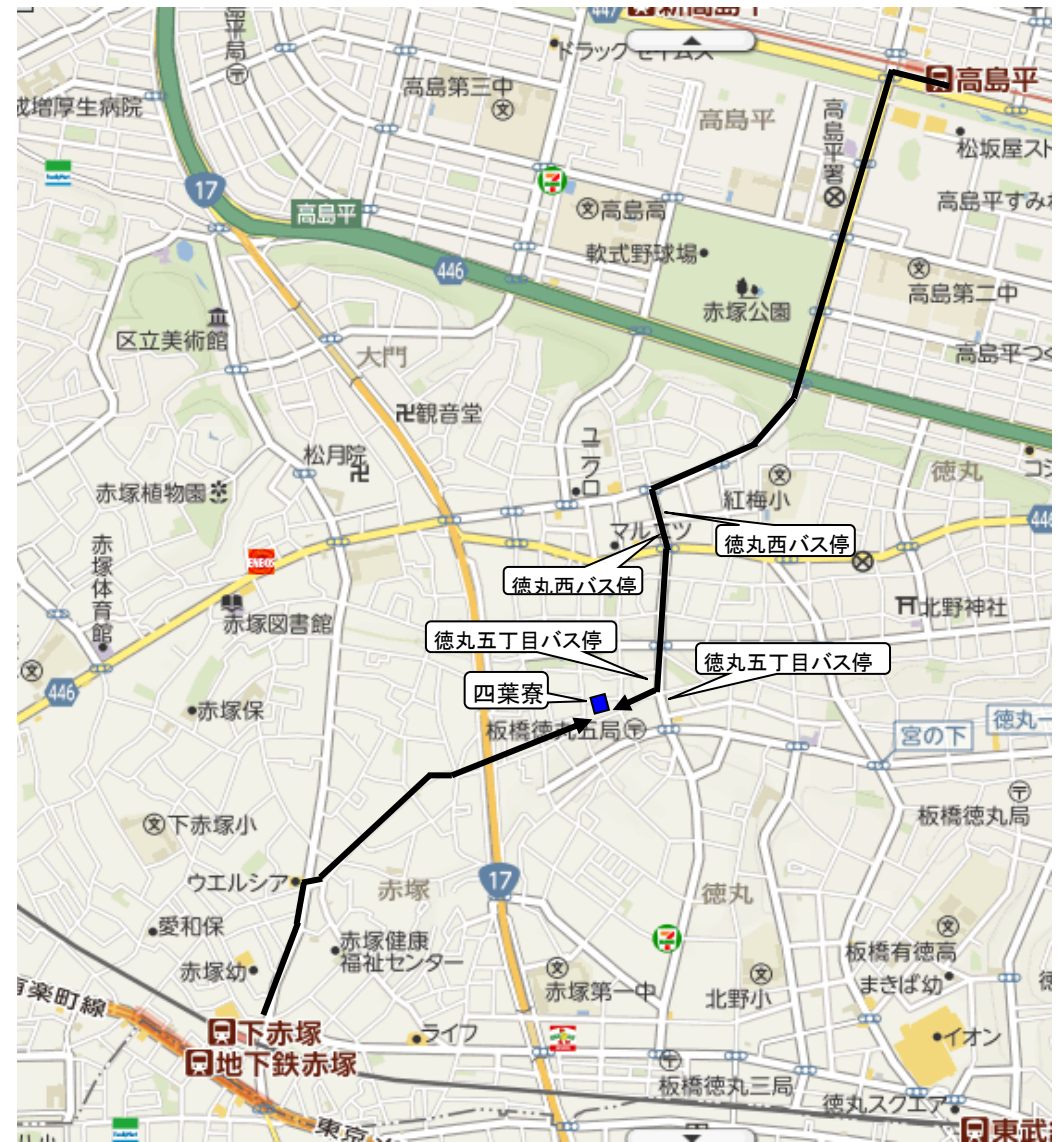 447
新高島平
高島平
ドラッグセイムス
高島第三中
成増厚生病院
高島平
高島平署
松坂屋スト
17
高島平
高島高
高島平すみれ
軟式野球場
446
高島第二中
赤塚公園
区立美術館
高島平つく
大門
観音堂
ユニクロ
松月院
徳丸
コジ
赤塚植物園
紅梅小
446
マルエツ
徳丸西バス停
徳丸西バス停
赤塚体育館
ENEOS
赤塚図書館
北野神社
徳丸五丁目バス停
徳丸五丁目バス停
446
四葉寮
赤塚保
板橋徳丸五局
宮の下
徳丸一
板橋徳丸局
下赤塚小
ウエルシア
赤塚
17
徳丸
愛和保
赤塚健康
福祉センター
板橋有徳高
赤塚幼
赤塚第一中
北野小
まきば幼
徳
有楽町線
下赤塚
地下鉄赤塚
ライフ
イオン
板橋徳丸三局
徳丸スクエア
東京
東武